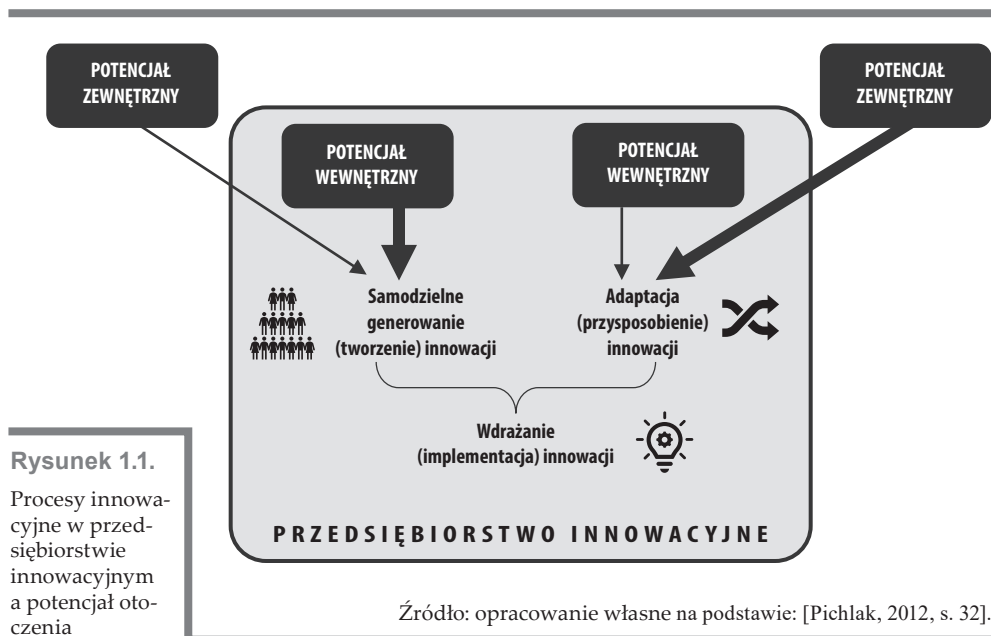 POTENCJAŁ
ZEWNĘTRZNY
POTENCJAŁ
ZEWNĘTRZNY
POTENCJAŁ
WEWNĘTRZNY
POTENCJAŁ
WEWNĘTRZNY
Samodzielne
generowanie
(tworzenie) innowacji
Adaptacja
(przysposobienie)
innowacji
Wdrażanie
(implementacja) innowacji
PRZEDSIĘBIORSTWO INNOWACYJNE
Rysunek 1.1.
Procesy innowa-
cyjne w przed-
siębiorstwie
innowacyjnym
a potencjał oto-
czenia
Źródło: opracowanie własne na podstawie: [Pichlak, 2012, s. 32].